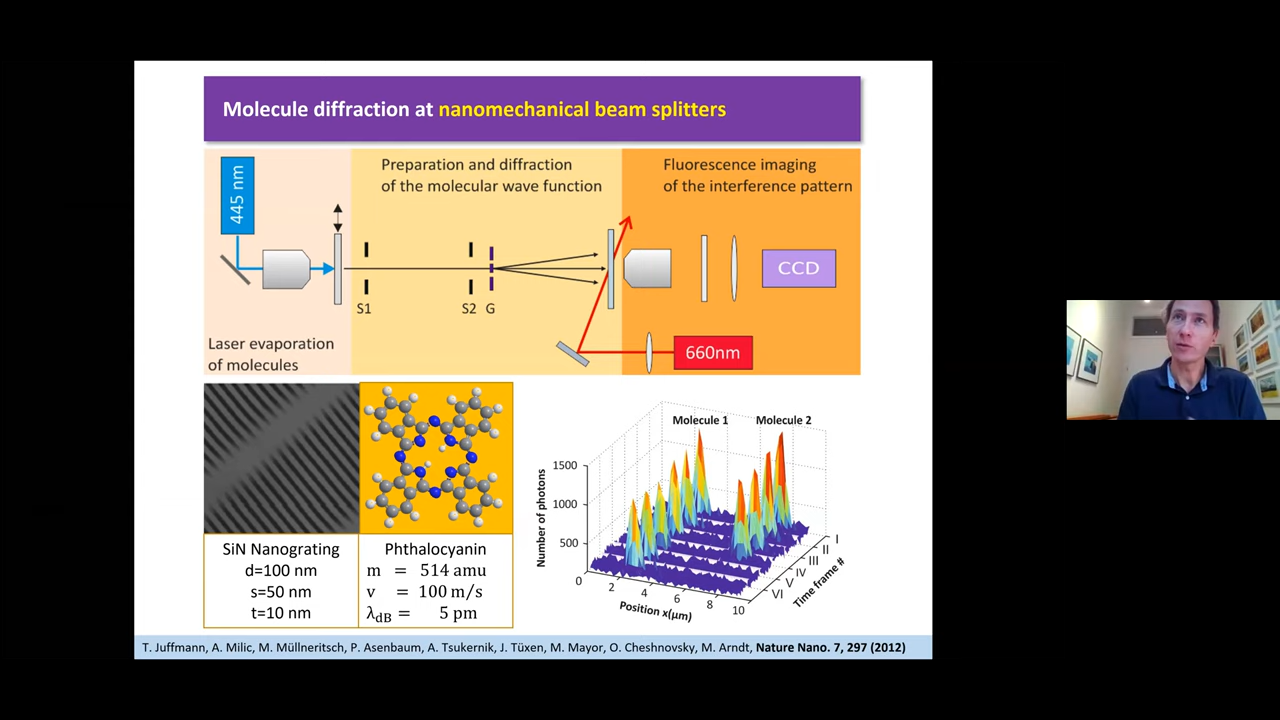 Molecule diffraction at nanomechanical beam splitters
445 nm
Preparation and diffraction
of the molecular wave function
Fluorescence imaging
of the interference pattern
CCD
S1
S2
G
Laser evaporation
of molecules
660nm
SiN Nanograting
d=100 nm
s=50 nm
t=10 nm
Phthalocyanin
m = 514 amu
v = 100 m/s
λdB = 5 pm
Molecule 1
Molecule 2
Number of photons
1500
1000
500
0
2
4
6
8
10
Position x(μm)
I
II
III
IV
V
VI
Time frame #
T. Juffmann, A. Milic, M. Müllneritsch, P. Asenbaum, A. Tsukernik, J. Tüxen, M. Mayor, O. Cheshnovsky, M. Arndt, Nature Nano. 7, 297 (2012)